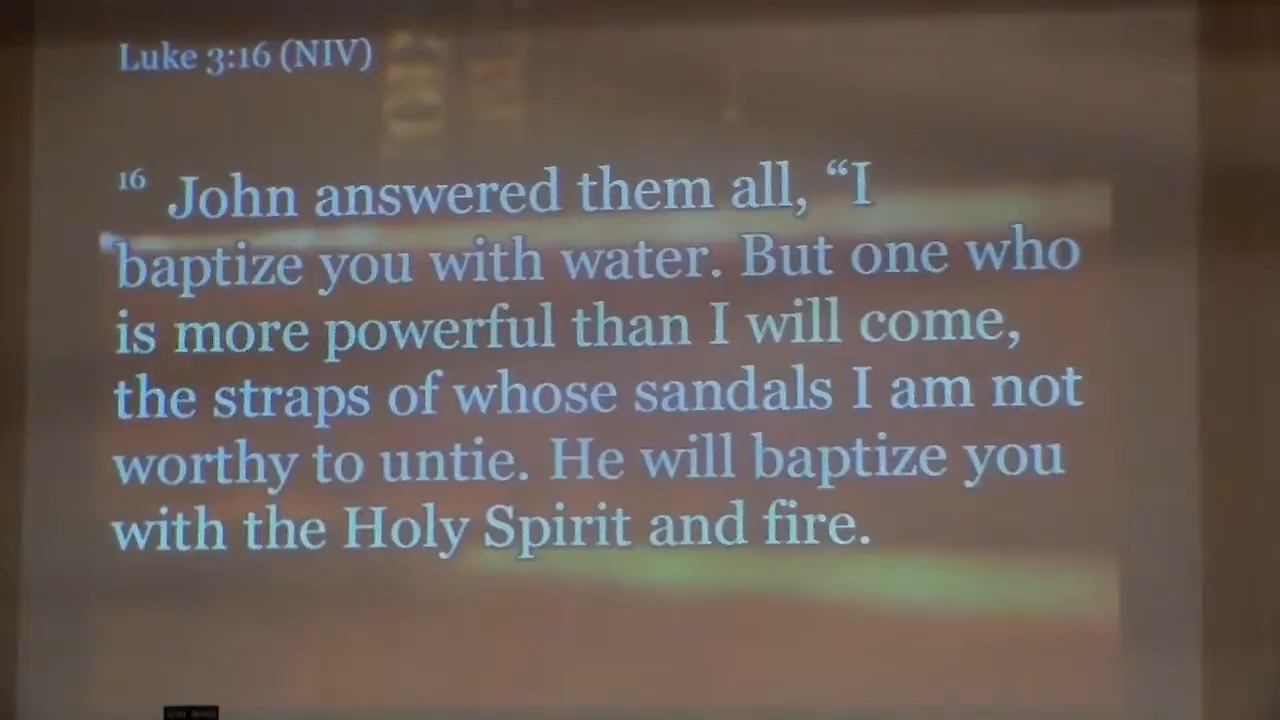 Luke 3:16 (NIV)
16 John answered them all, “I
baptize you with water. But one who
is more powerful than I will come,
the straps of whose sandals I am not
worthy to untie. He will baptize you
with the Holy Spirit and fire.